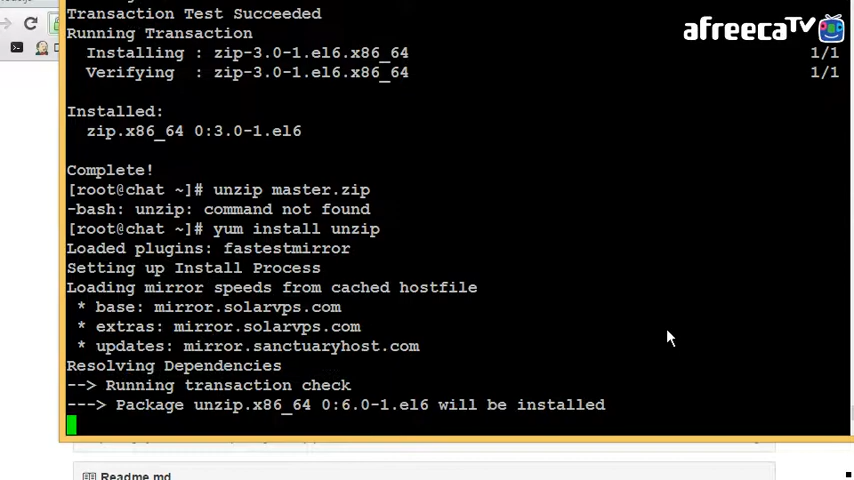 Transaction Test Succeeded
Running Transaction
Installing : zip-3.0-1.el6.x86_64 1/1
Verifying : zip-3.0-1.el6.x86_64 1/1
Installed:
zip.x86_64 0:3.0-1.el6
Complete!
[root@chat ~]# unzip master.zip
-bash: unzip: command not found
[root@chat ~]# yum install unzip
Loaded plugins: fastestmirror
Setting up Install Process
Loading mirror speeds from cached hostfile
* base: mirror.solarvps.com
* extras: mirror.solarvps.com
* updates: mirror.sanctuaryhost.com
Resolving Dependencies
--> Running transaction check
---> Package unzip.x86_64 0:6.0-1.el6 will be installed
Readme.md
afreecaTV